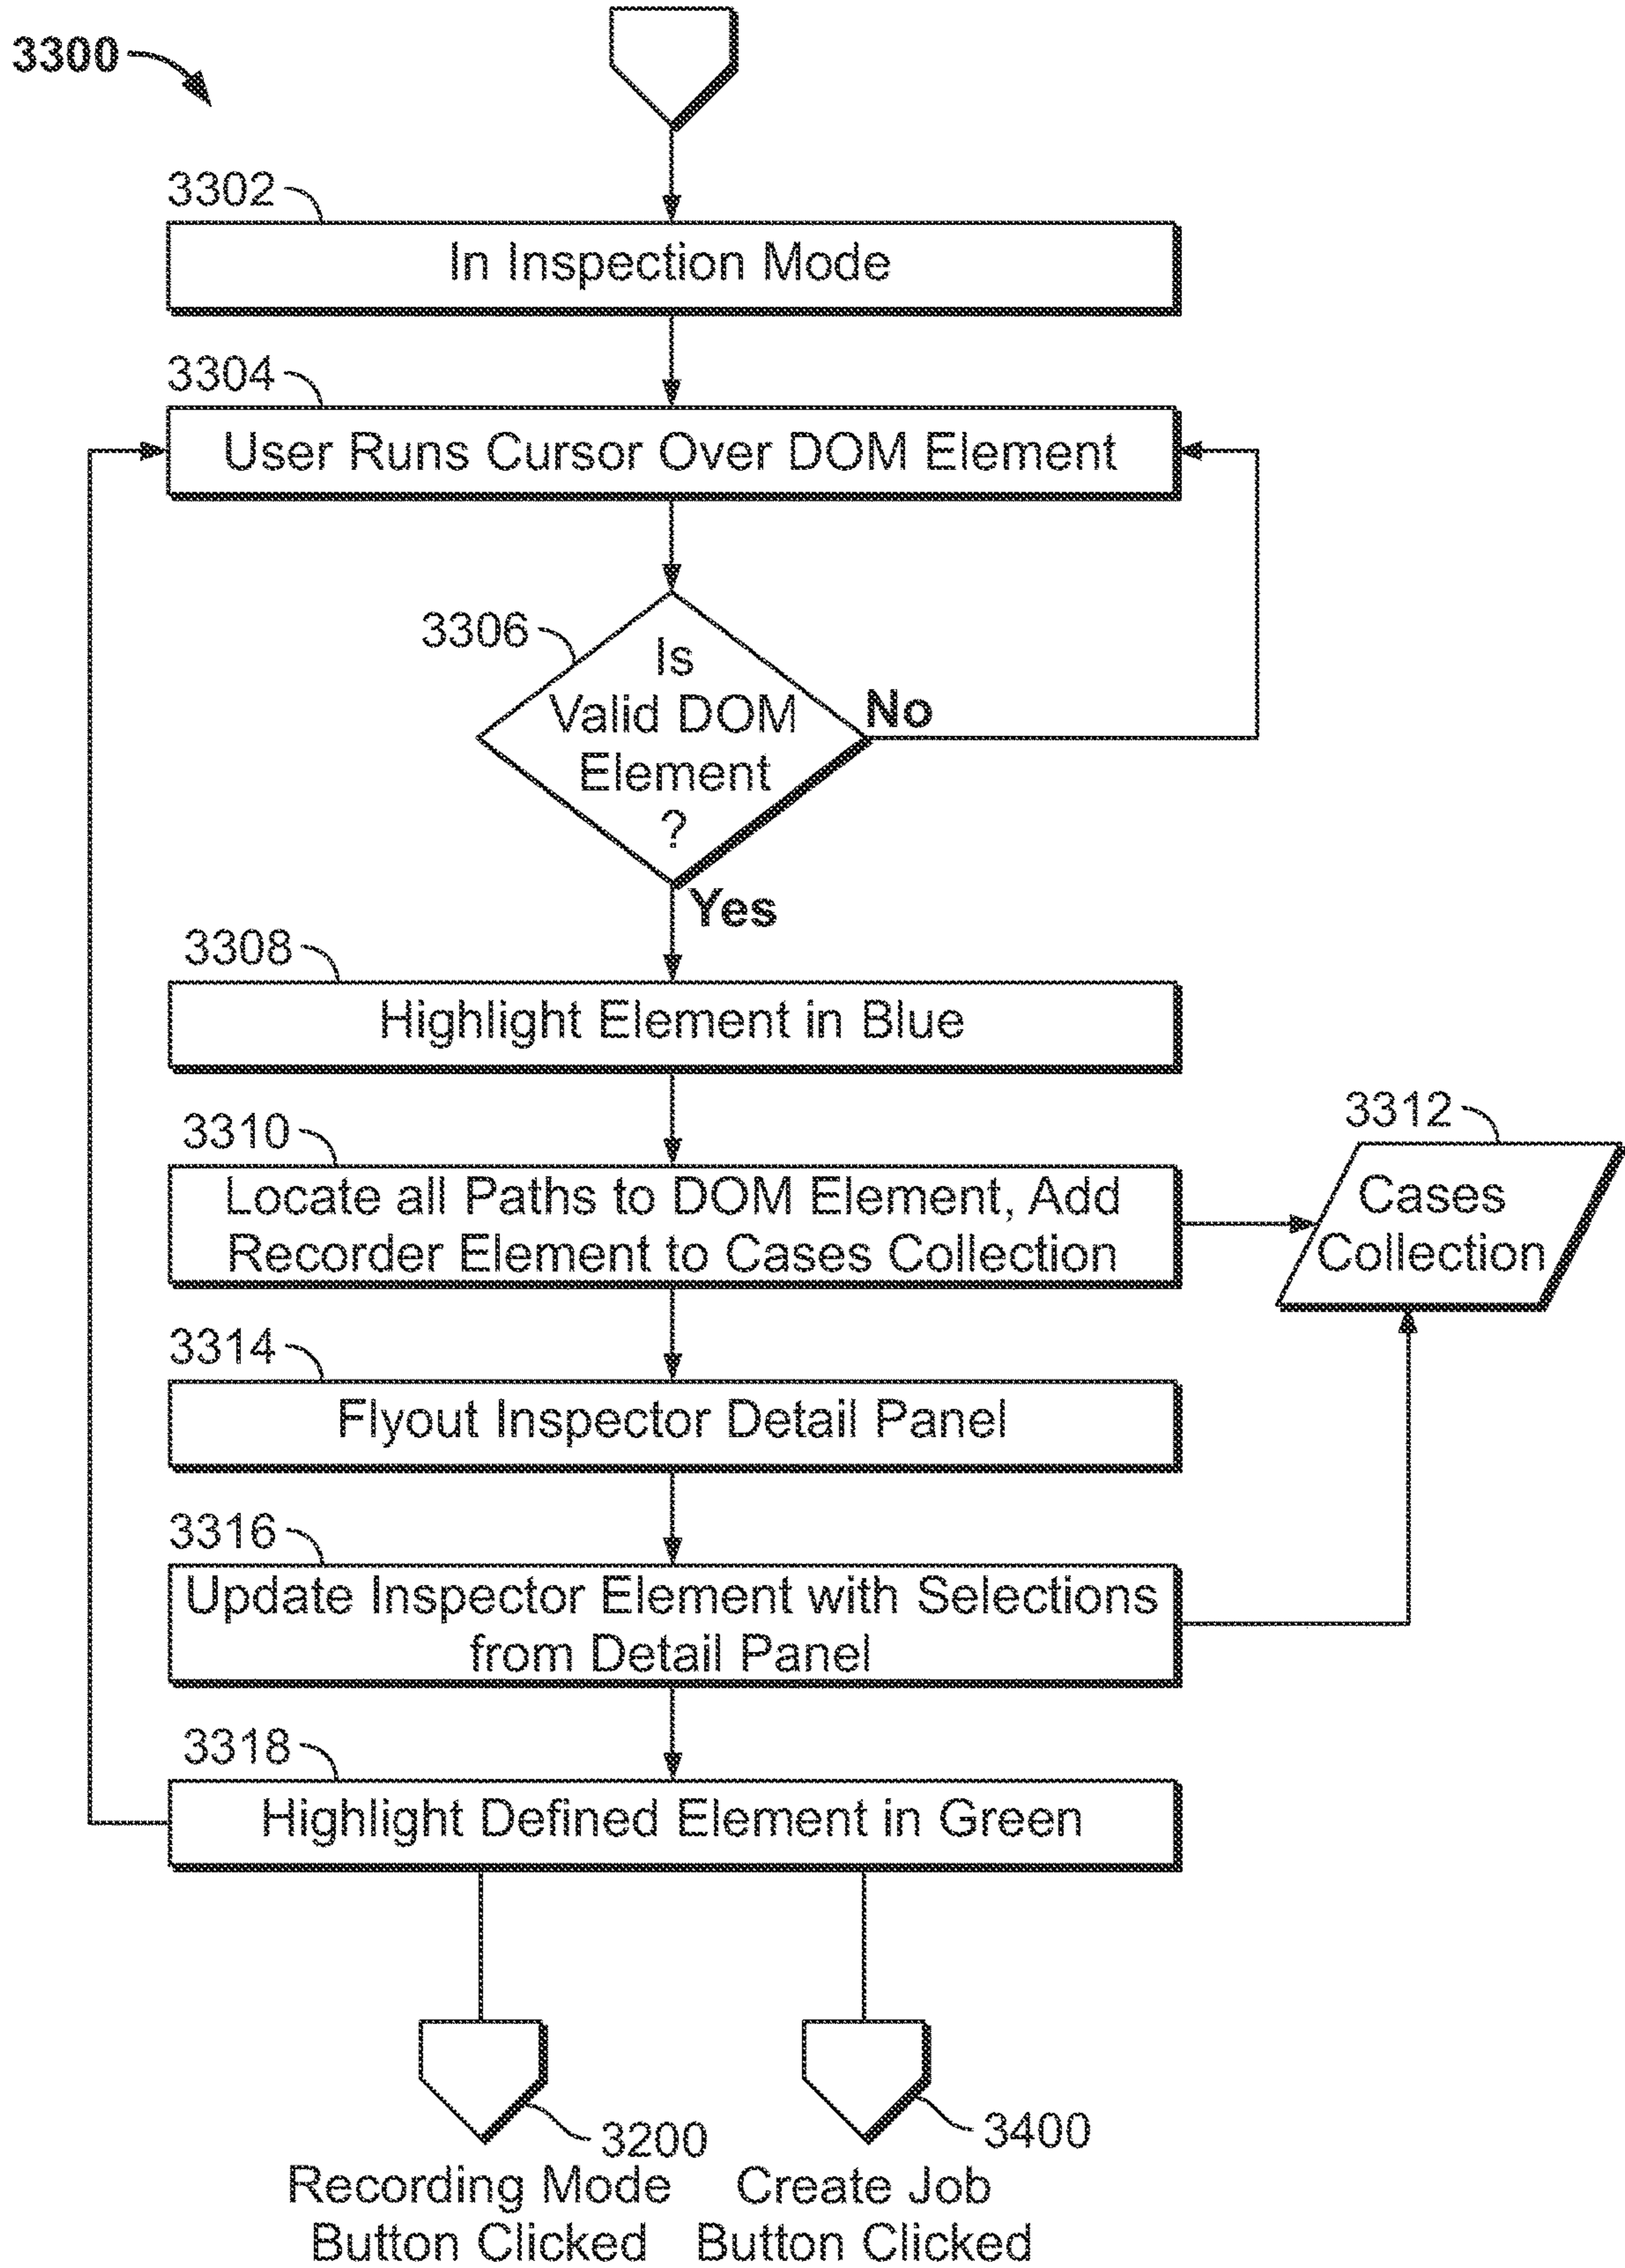 3300
3302
In Inspection Mode
3304
User Runs Cursor Over DOM Element
3306
Is
Valid DOM
Element
?
No
Yes
3308
Highlight Element in Blue
3310
Locate all Paths to DOM Element, Add
Recorder Element to Cases Collection
3312
Cases
Collection
3314
Flyout Inspector Detail Panel
3316
Update Inspector Element with Selections
from Detail Panel
3318
Highlight Defined Element in Green
3200
Recording Mode
Button Clicked
3400
Create Job
Button Clicked